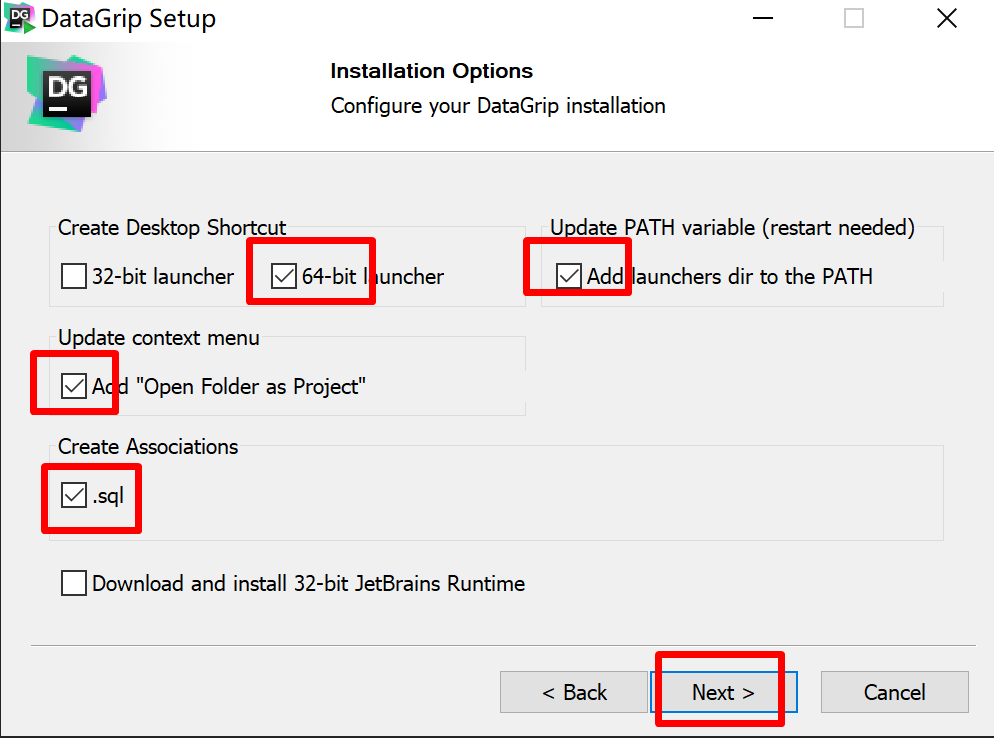 DG DataGrip Setup
DG
Installation Options
Configure your DataGrip installation
Create Desktop Shortcut
32-bit launcher 64-bit launcher
Update PATH variable (restart needed)
Add launchers dir to the PATH
Update context menu
Add "Open Folder as Project"
Create Associations
.sql
Download and install 32-bit JetBrains Runtime
< Back Next > Cancel